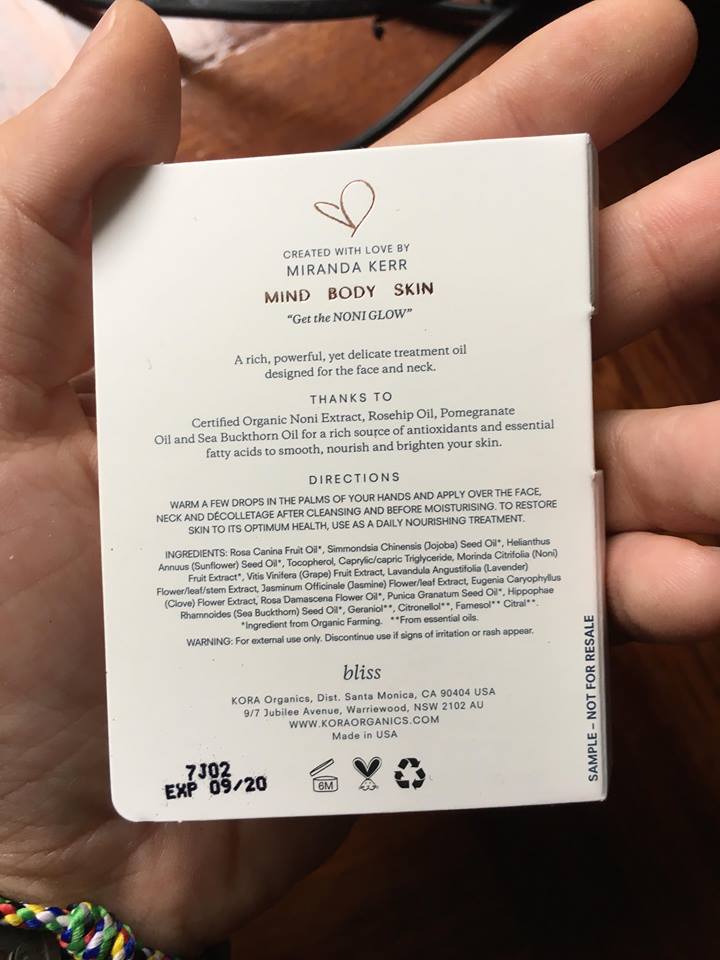 CREATED WITH LOVE BY
MIRANDA KERR
MIND BODY SKIN
“Get the NONI GLOW”
A rich, powerful, yet delicate treatment oil
designed for the face and neck.
THANKS TO
Certified Organic Noni Extract, Rosehip Oil, Pomegranate
Oil and Sea Buckthorn Oil for a rich source of antioxidants and essential
fatty acids to smooth, nourish and brighten your skin.
DIRECTIONS
WARM A FEW DROPS IN THE PALMS OF YOUR HANDS AND APPLY OVER THE FACE,
NECK AND DÉCOLLETAGE AFTER CLEANSING AND BEFORE MOISTURISING. TO RESTORE
SKIN TO ITS OPTIMUM HEALTH, USE AS A DAILY NOURISHING TREATMENT.
INGREDIENTS: Rosa Canina Fruit Oil*, Simmondsia Chinensis (Jojoba) Seed Oil*, Helianthus
Annuus (Sunflower) Seed Oil*, Tocopherol, Caprylic/capric Triglyceride, Morinda Citrifolia (Noni)
Fruit Extract*, Vitis Vinifera (Grape) Fruit Extract, Lavandula Angustifolia (Lavender)
Flower/leaf/stem Extract, Jasminum Officinale (Jasmine) Flower/leaf Extract, Eugenia Caryophyllus
(Clove) Flower Extract, Rosa Damascena Flower Oil*, Punica Granatum Seed Oil*, Hippophae
Rhamnoides (Sea Buckthorn) Seed Oil*, Geraniol**, Citronellol**, Farnesol** Citral**.
*Ingredient from Organic Farming. **From essential oils.
WARNING: For external use only. Discontinue use if signs of irritation or rash appear.
bliss
KORA Organics, Dist. Santa Monica, CA 90404 USA
9/7 Jubilee Avenue, Warriewood, NSW 2102 AU
WWW.KORAORGANICS.COM
Made in USA
7J02
EXP 09/20
6M
SAMPLE – NOT FOR RESALE